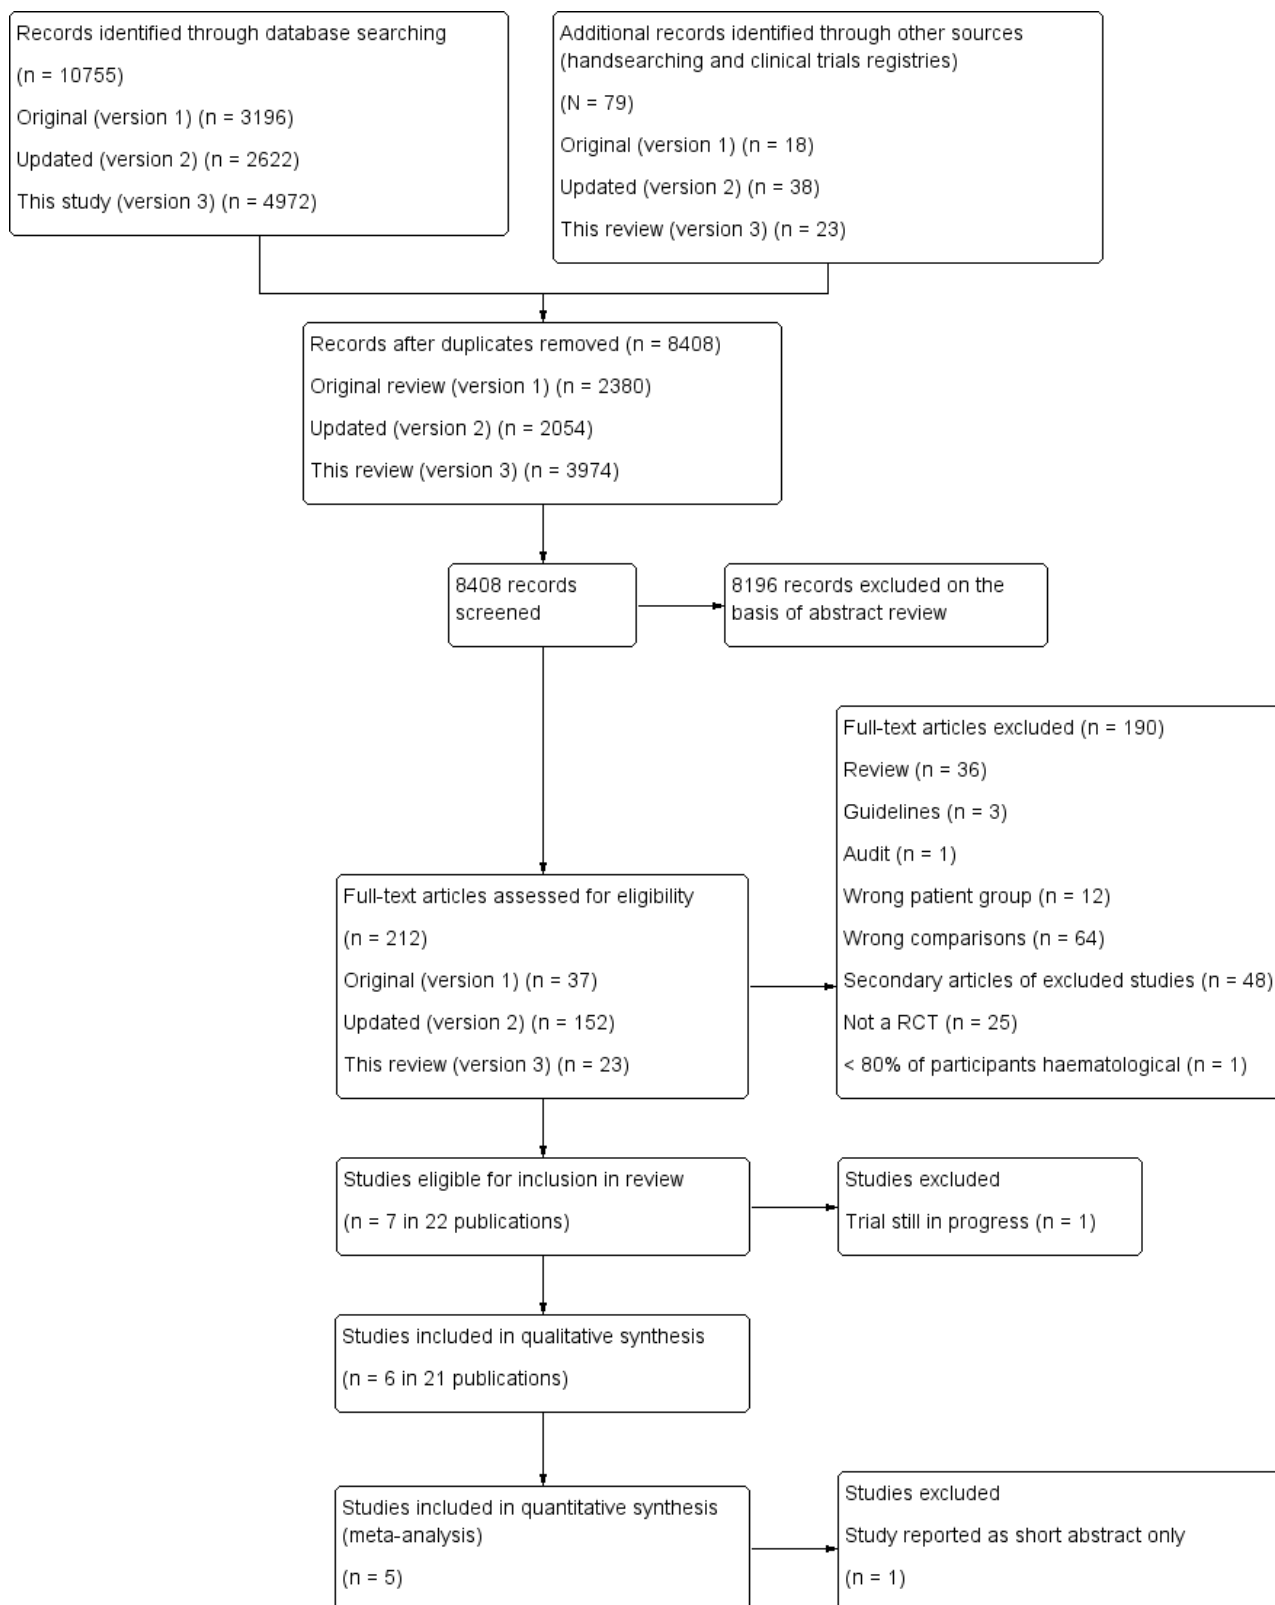 Records identified through database searching
(n = 10755)
Original (version 1) (n = 3196)
Updated (version 2) (n = 2622)
This study (version 3) (n = 4972)
Additional records identified through other sources
(handsearching and clinical trials registries)
(N = 79)
Original (version 1) (n = 18)
Updated (version 2) (n = 38)
This review (version 3) (n = 23)
Records after duplicates removed (n = 8408)
Original review (version 1) (n = 2380)
Updated (version 2) (n = 2054)
This review (version 3) (n = 3974)
8408 records
screened
8196 records excluded on the
basis of abstract review
Full-text articles assessed for eligibility
(n = 212)
Original (version 1) (n = 37)
Updated (version 2) (n = 152)
This review (version 3) (n = 23)
Full-text articles excluded (n = 190)
Review (n = 36)
Guidelines (n = 3)
Audit (n = 1)
Wrong patient group (n = 12)
Wrong comparisons (n = 64)
Secondary articles of excluded studies (n = 48)
Not a RCT (n = 25)
< 80% of participants haematological (n = 1)
Studies eligible for inclusion in review
(n = 7 in 22 publications)
Studies excluded
Trial still in progress (n = 1)
Studies included in qualitative synthesis
(n = 6 in 21 publications)
Studies included in quantitative synthesis
(meta-analysis)
(n = 5)
Studies excluded
Study reported as short abstract only
(n = 1)